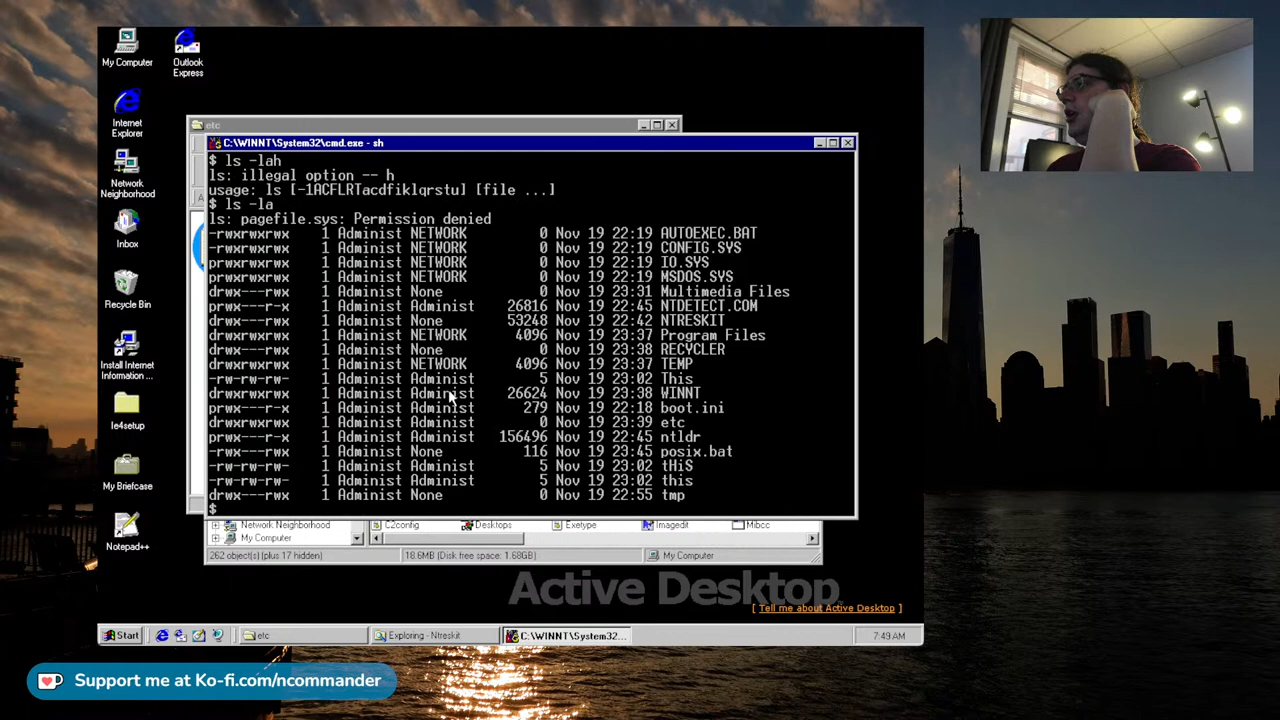 My Computer
Outlook
Express
Internet
Explorer
Network
Neighborhood
Inbox
Recycle Bin
Install Internet
Information ...
Ie4setup
My Briefcase
Notepad++
etc
C:\WINNT\System32\cmd.exe - sh
$ ls -lah
ls: illegal option -- h
usage: ls [-1ACFLRTacdfiklqrstu] [file ...]
$ ls -la
ls: pagefile.sys: Permission denied
-rwxrwxrwx 1 Administ NETWORK 0 Nov 19 22:19 AUTOEXEC.BAT
-rwxrwxrwx 1 Administ NETWORK 0 Nov 19 22:19 CONFIG.SYS
prwxrwxrwx 1 Administ NETWORK 0 Nov 19 22:19 IO.SYS
prwxrwxrwx 1 Administ NETWORK 0 Nov 19 22:19 MSDOS.SYS
drwx---rwx 1 Administ None 0 Nov 19 23:31 Multimedia Files
prwx---r-x 1 Administ Administ 26816 Nov 19 22:45 NTDETECT.COM
drwx---rwx 1 Administ None 53248 Nov 19 22:42 NTRESKIT
drwxrwxrwx 1 Administ NETWORK 4096 Nov 19 23:37 Program Files
drwx---rwx 1 Administ None 0 Nov 19 23:38 RECYCLER
drwxrwxrwx 1 Administ NETWORK 4096 Nov 19 23:37 TEMP
-rw-rw-rw- 1 Administ Administ 5 Nov 19 23:02 This
drwxrwxrwx 1 Administ Administ 26624 Nov 19 23:38 WINNT
prwx---r-x 1 Administ Administ 279 Nov 19 22:18 boot.ini
drwxrwxrwx 1 Administ Administ 0 Nov 19 23:39 etc
prwx---r-x 1 Administ Administ 156496 Nov 19 22:45 ntldr
-rwx---rwx 1 Administ None 116 Nov 19 23:45 posix.bat
-rw-rw-rw- 1 Administ Administ 5 Nov 19 23:02 tHiS
-rw-rw-rw- 1 Administ Administ 5 Nov 19 23:02 this
drwx---rwx 1 Administ None 0 Nov 19 22:55 tmp
$
Network Neighborhood
My Computer
C2config
Desktops
Exetype
Imagedit
Mibcc
262 object(s) (plus 17 hidden)
18.6MB (Disk free space: 1.68GB)
My Computer
Active Desktop
[ Tell me about Active Desktop ]
Start
etc
Exploring - Ntreskit
C:\WINNT\System32...
7:49 AM
Support me at Ko-fi.com/ncommander